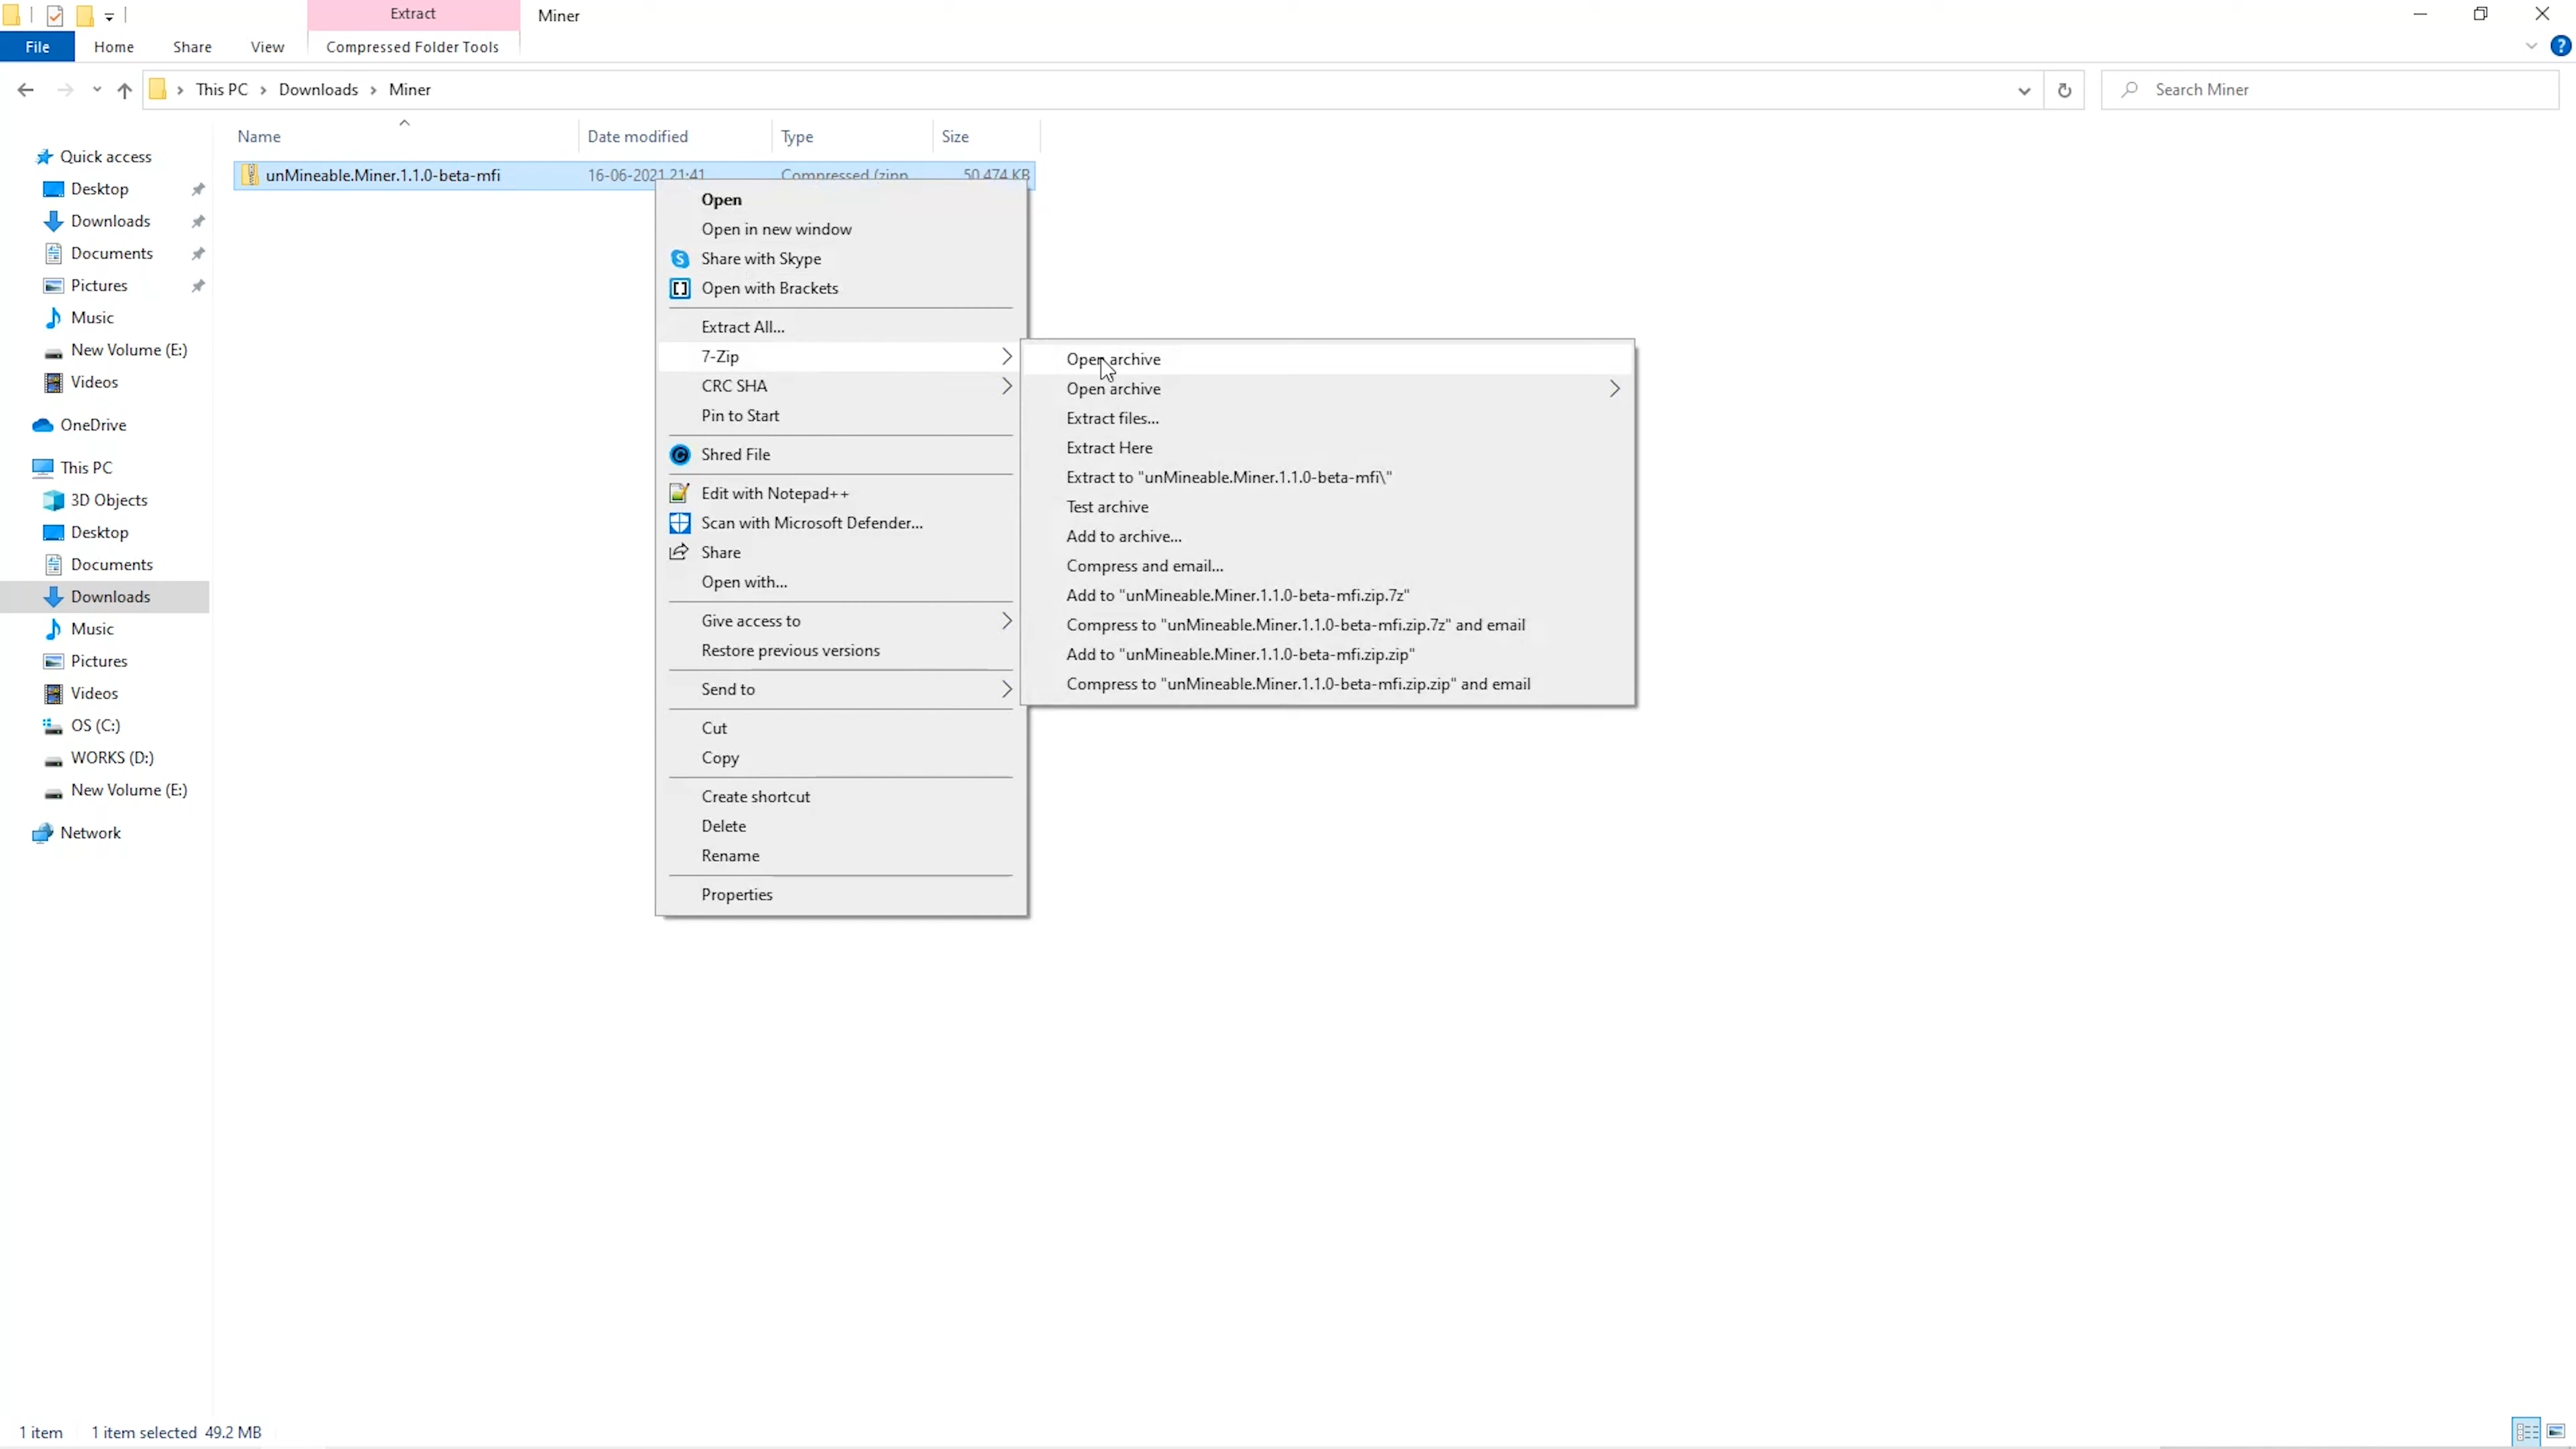 Extract
Miner
File
Home
Share
View
Compressed Folder Tools
This PC
Downloads
Miner
Search Miner
Name
Date modified
Type
Size
unMineable.Miner.1.1.0-beta-mfi
16-06-2021 21:41
Compressed (zipp
50,474 KB
Quick access
Desktop
Downloads
Documents
Pictures
Music
New Volume (E:)
Videos
OneDrive
This PC
3D Objects
Desktop
Documents
Downloads
Music
Pictures
Videos
OS (C:)
WORKS (D:)
New Volume (E:)
Network
Open
Open in new window
Share with Skype
Open with Brackets
Extract All...
7-Zip
CRC SHA
Pin to Start
Shred File
Edit with Notepad++
Scan with Microsoft Defender...
Share
Open with...
Give access to
Restore previous versions
Send to
Cut
Copy
Create shortcut
Delete
Rename
Properties
Open archive
Open archive
Extract files...
Extract Here
Extract to "unMineable.Miner.1.1.0-beta-mfi\"
Test archive
Add to archive...
Compress and email...
Add to "unMineable.Miner.1.1.0-beta-mfi.zip.7z"
Compress to "unMineable.Miner.1.1.0-beta-mfi.zip.7z" and email
Add to "unMineable.Miner.1.1.0-beta-mfi.zip.zip"
Compress to "unMineable.Miner.1.1.0-beta-mfi.zip.zip" and email
1 item
1 item selected 49.2 MB